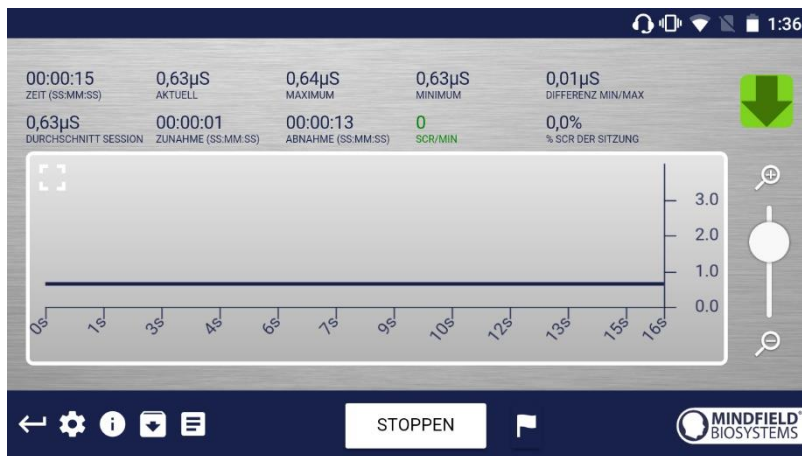 1:36
00:00:15 0,63µS 0,64µS 0,63µS 0,01µS
ZEIT (SS:MM:SS) AKTUELL MAXIMUM MINIMUM DIFFERENZ MIN/MAX
0,63µS 00:00:01 00:00:13 0 0,0%
DURCHSCHNITT SESSION ZUNAHME (SS:MM:SS) ABNAHME (SS:MM:SS) SCR/MIN % SCR DER SITZUNG
3.0
2.0
1.0
0.0
0s 1s 3s 4s 6s 7s 9s 10s 12s 13s 15s 16s
STOPPEN
MINDFIELD®
BIOSYSTEMS